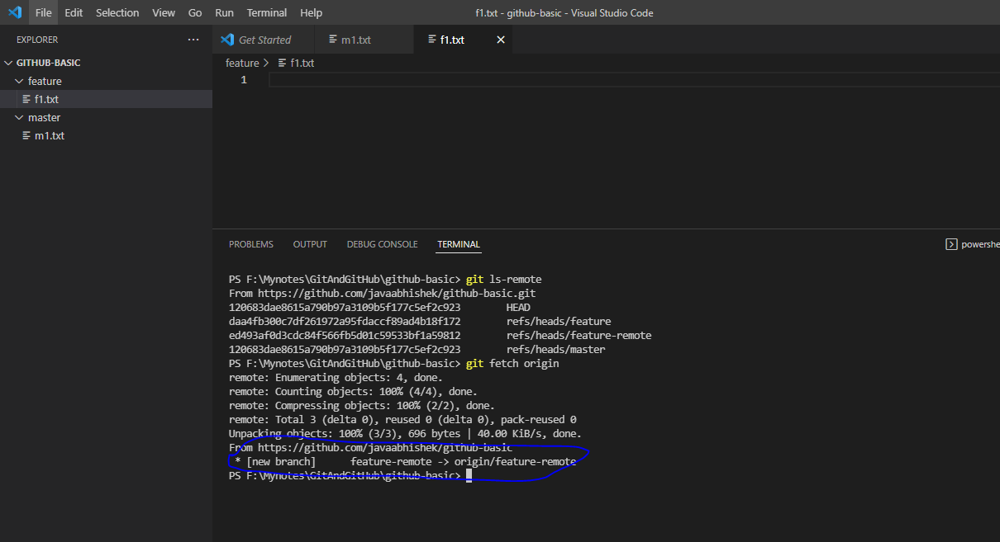 File Edit Selection View Go Run Terminal Help f1.txt - github-basic - Visual Studio Code
EXPLORER ...
GITHUB-BASIC
feature
f1.txt
master
m1.txt
Get Started m1.txt f1.txt
feature > f1.txt
1
PROBLEMS OUTPUT DEBUG CONSOLE TERMINAL powershe
PS F:\Mynotes\GitAndGitHub\github-basic> git ls-remote
From https://github.com/javaabhishek/github-basic.git
120683dae8615a790b97a3109b5f177c5ef2c923 HEAD
daa4fb300c7df261972a95fdaccf89ad4b18f172 refs/heads/feature
ed493af0d3cdc84f566fb5d01c59533bf1a59812 refs/heads/feature-remote
120683dae8615a790b97a3109b5f177c5ef2c923 refs/heads/master
PS F:\Mynotes\GitAndGitHub\github-basic> git fetch origin
remote: Enumerating objects: 4, done.
remote: Counting objects: 100% (4/4), done.
remote: Compressing objects: 100% (2/2), done.
remote: Total 3 (delta 0), reused 0 (delta 0), pack-reused 0
Unpacking objects: 100% (3/3), 696 bytes | 40.00 KiB/s, done.
From https://github.com/javaabhishek/github-basic
* [new branch] feature-remote -> origin/feature-remote
PS F:\Mynotes\GitAndGitHub\github-basic>